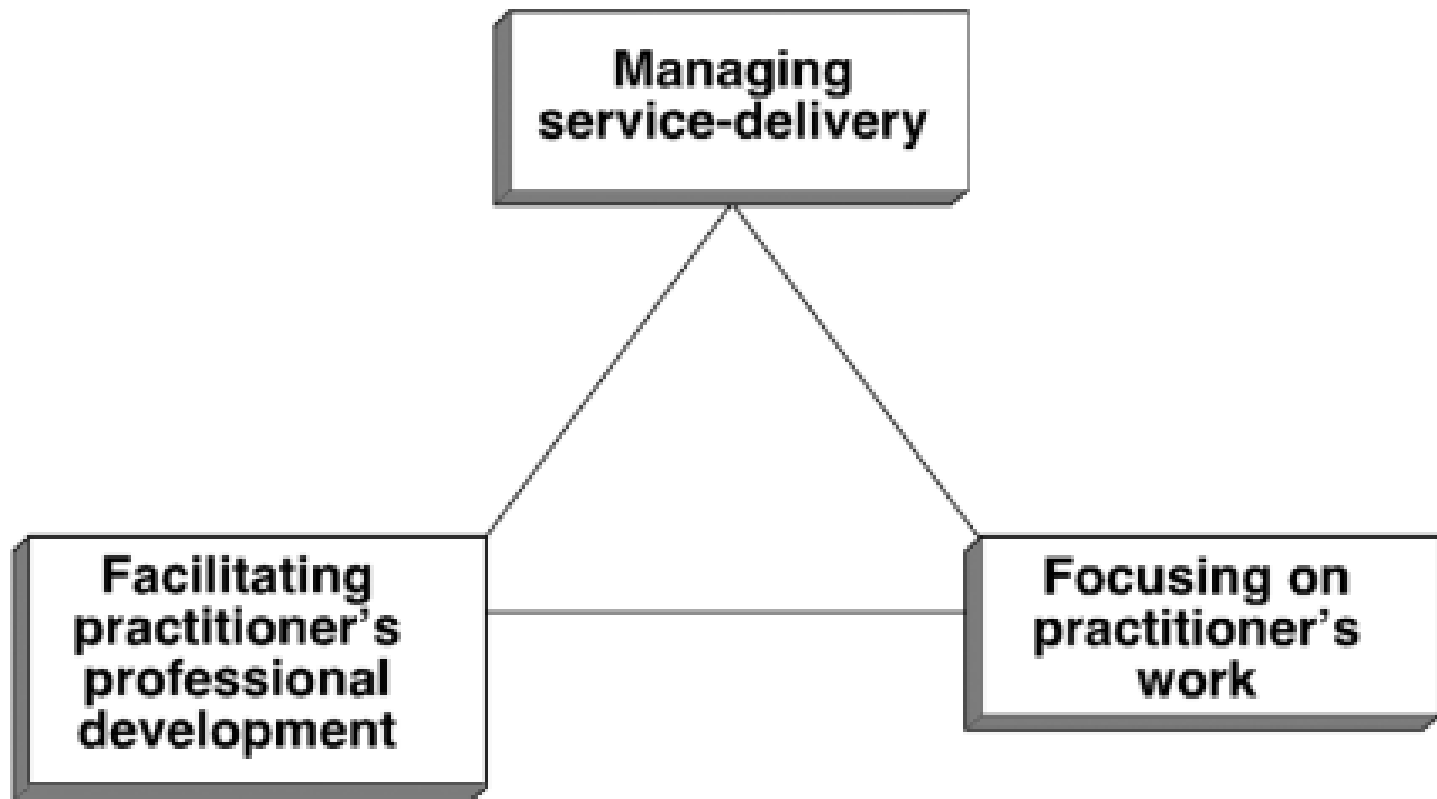 Managing
service-delivery
Facilitating
practitioner's
professional
development
Focusing on
practitioner's
work